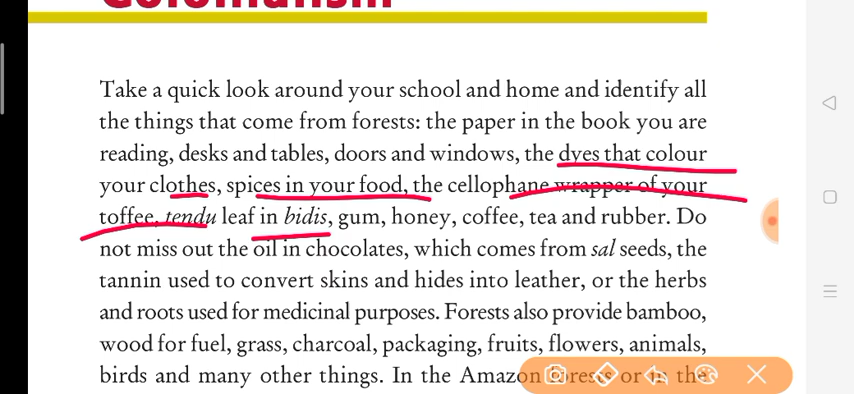 Colonialism
Take a quick look around your school and home and identify all
the things that come from forests: the paper in the book you are
reading, desks and tables, doors and windows, the dyes that colour
your clothes, spices in your food, the cellophane wrapper of your
toffee, tendu leaf in bidis, gum, honey, coffee, tea and rubber. Do
not miss out the oil in chocolates, which comes from sal seeds, the
tannin used to convert skins and hides into leather, or the herbs
and roots used for medicinal purposes. Forests also provide bamboo,
wood for fuel, grass, charcoal, packaging, fruits, flowers, animals,
birds and many other things. In the Amazon forests or in the